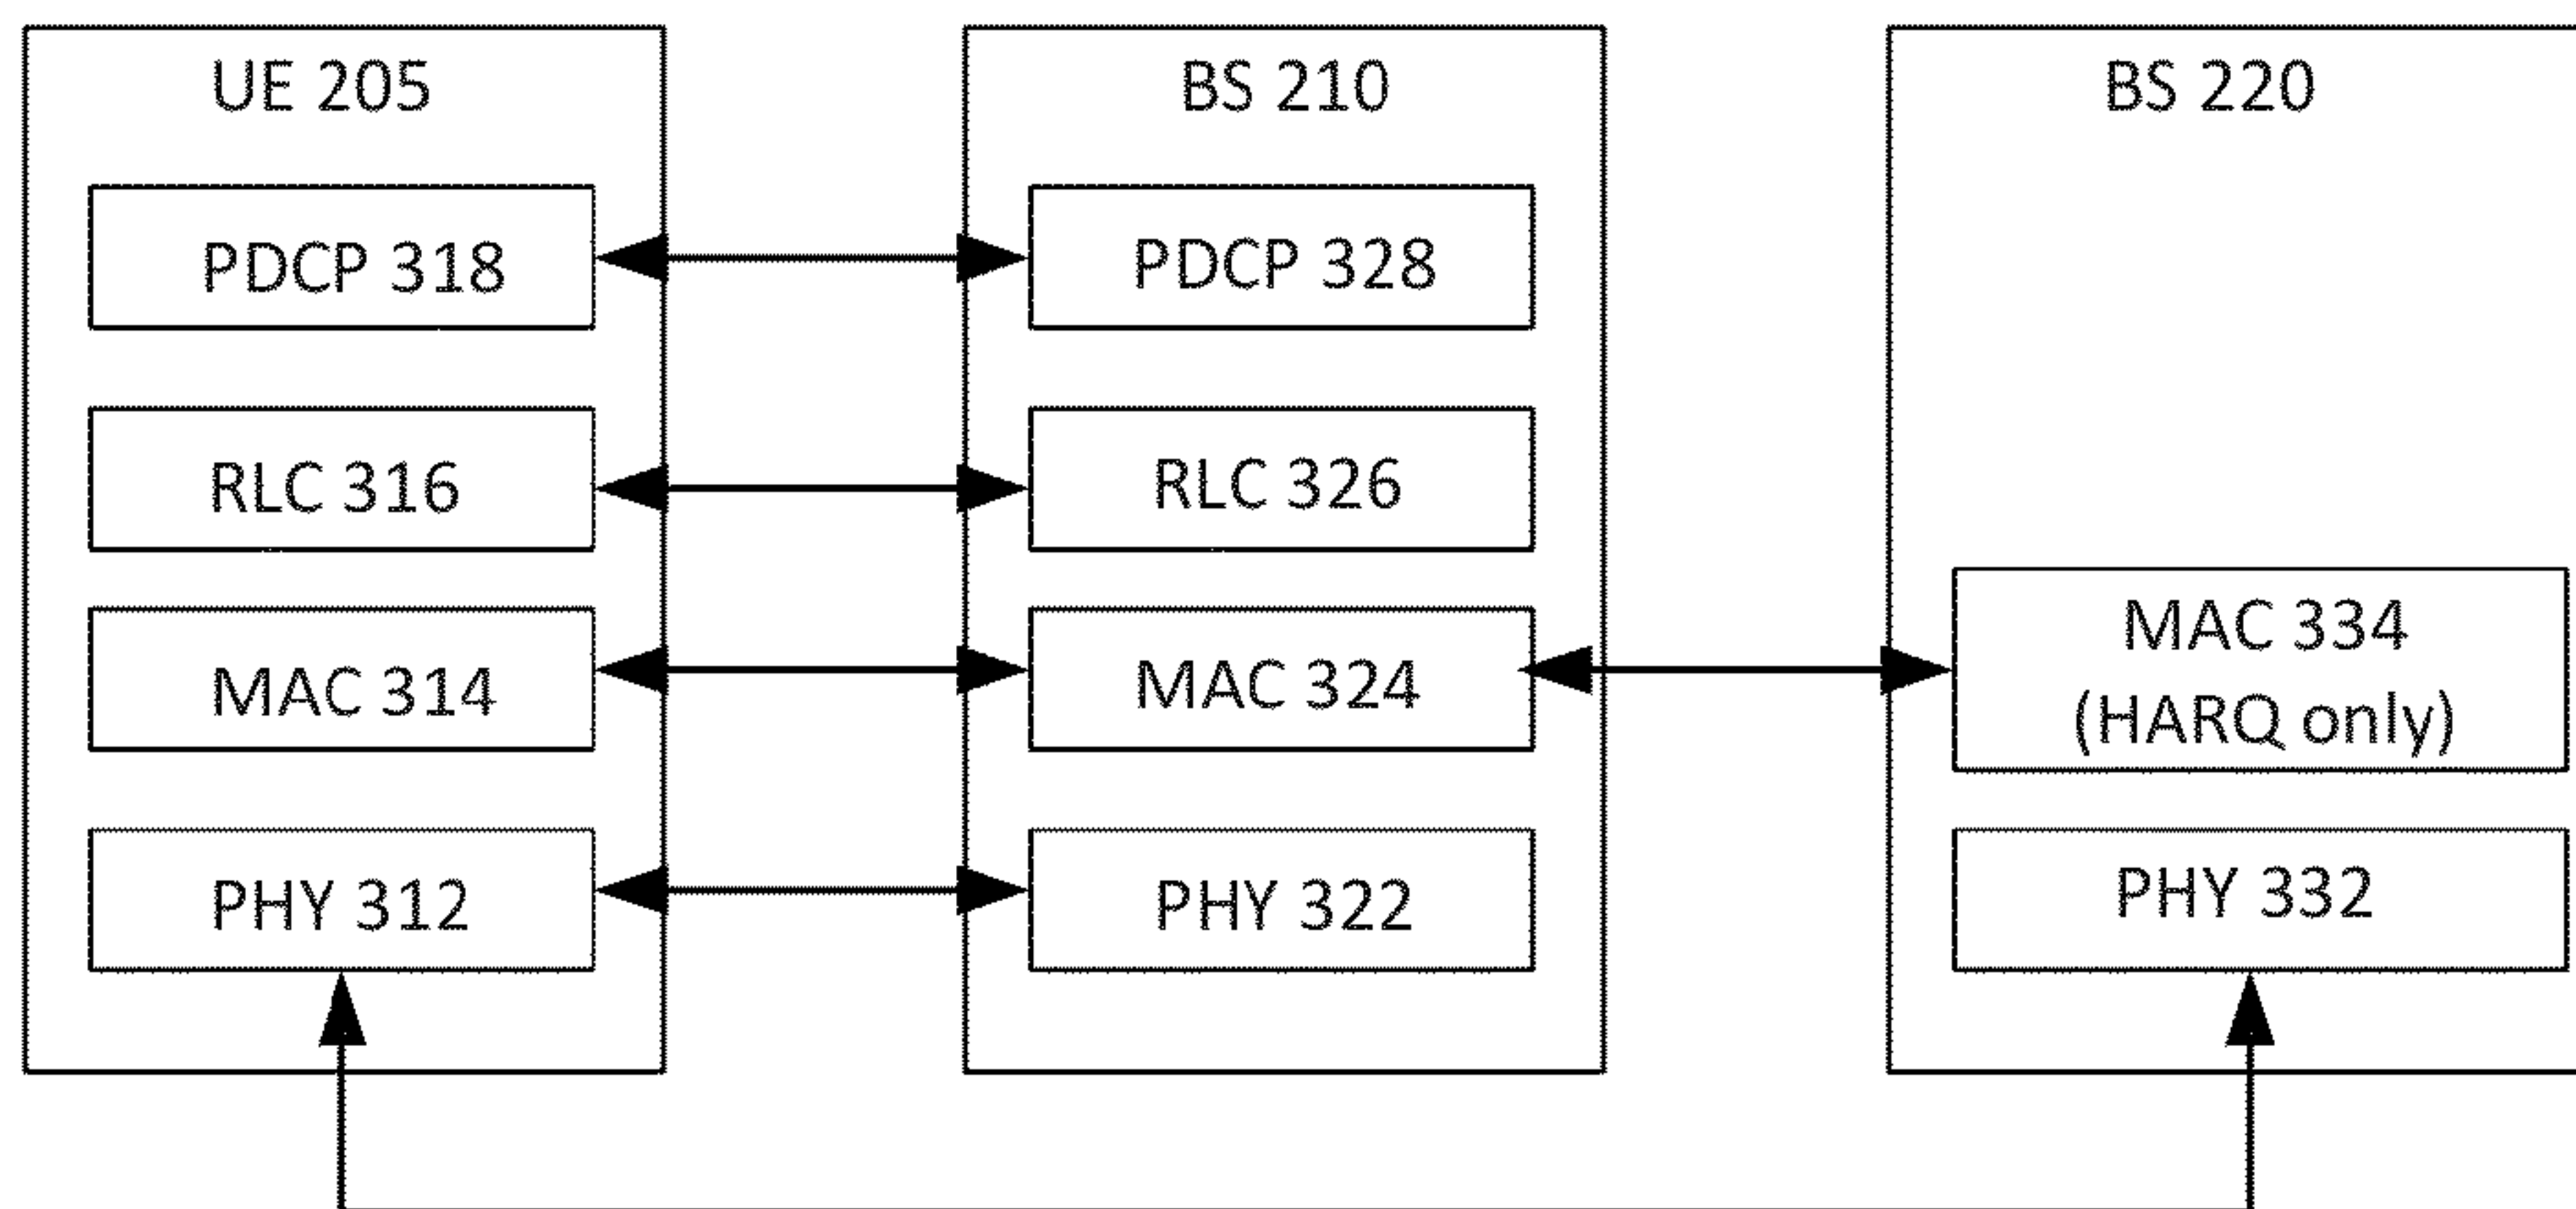 UE 205
PDCP 318
RLC 316
MAC 314
PHY 312
BS 210
PDCP 328
RLC 326
MAC 324
PHY 322
BS 220
MAC 334
(HARQ only)
PHY 332